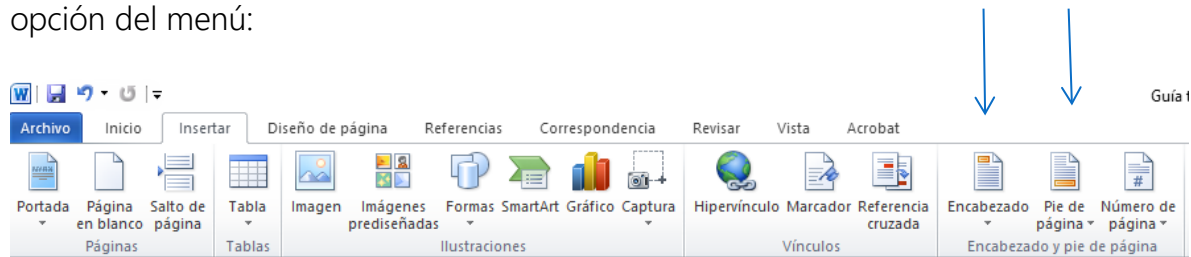 opción del menú:
W
Guía t
Archivo Inicio Insertar Diseño de página Referencias Correspondencia Revisar Vista Acrobat
Portada Página Salto de Tabla Imagen Imágenes Formas SmartArt Gráfico Captura Hipervínculo Marcador Referencia Encabezado Pie de Número de
en blanco página prediseñadas cruzada página página
Páginas Tablas Ilustraciones Vínculos Encabezado y pie de página